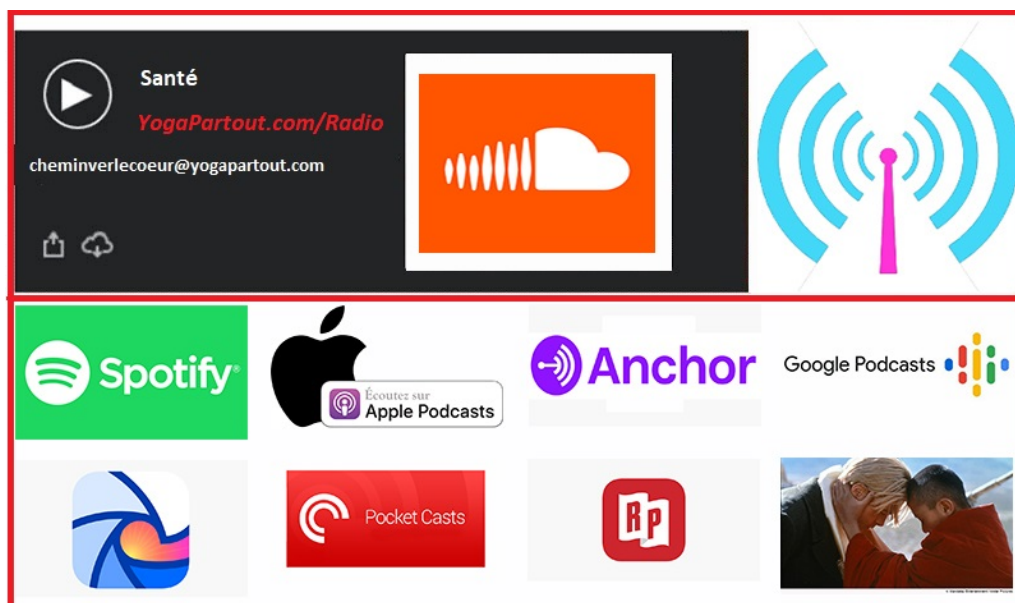 Santé
YogaPartout.com/Radio
cheminverlecoeur@yogapartout.com
Spotify®
Écoutez sur
Apple Podcasts
Anchor
Google Podcasts
Pocket Casts
RP